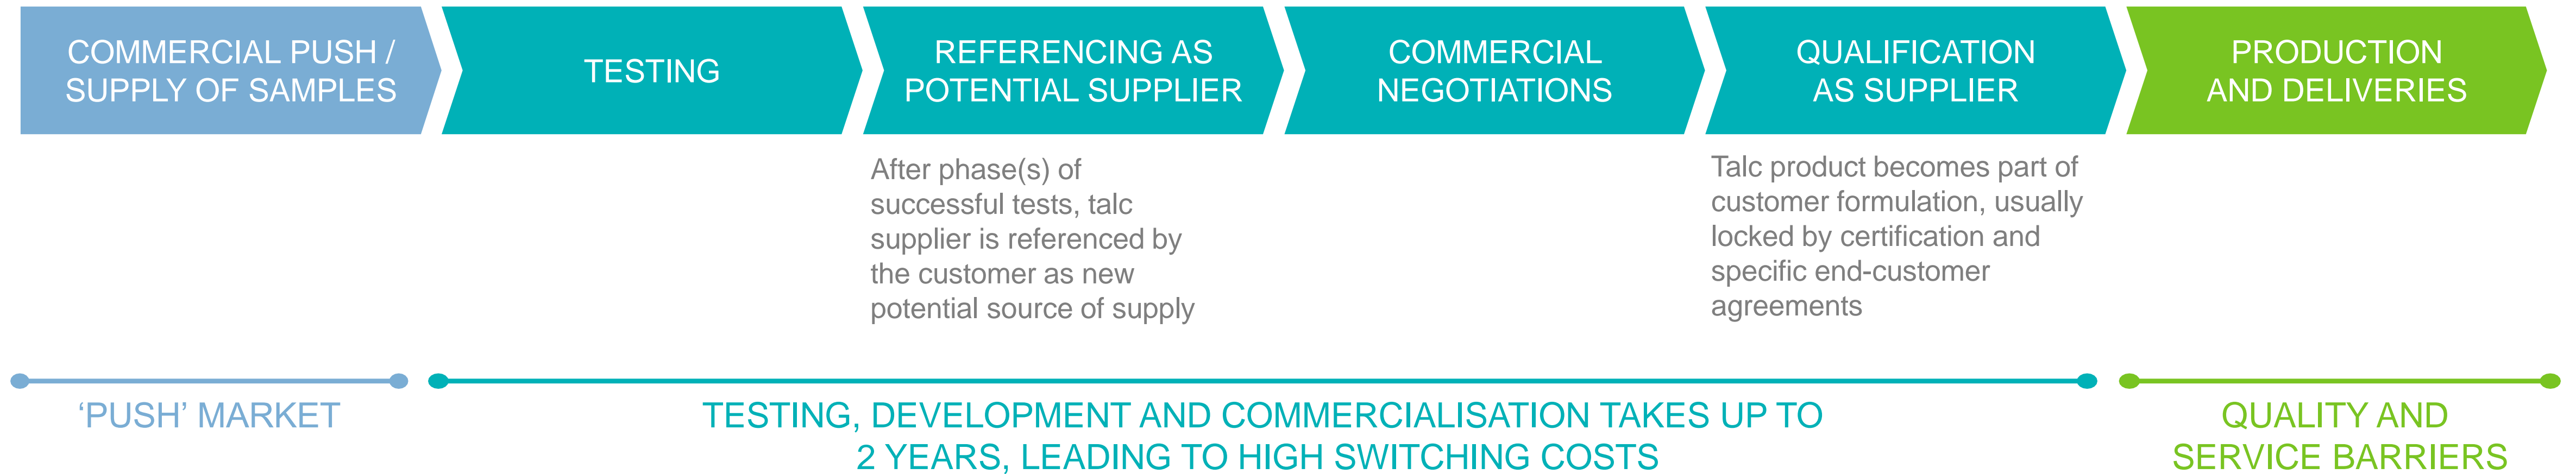 COMMERCIAL PUSH /
SUPPLY OF SAMPLES
TESTING
REFERENCING AS
POTENTIAL SUPPLIER
COMMERCIAL
NEGOTIATIONS
QUALIFICATION
AS SUPPLIER
PRODUCTION
AND DELIVERIES
After phase(s) of
successful tests, talc
supplier is referenced by
the customer as new
potential source of supply
Talc product becomes part of
customer formulation, usually
locked by certification and
specific end-customer
agreements
‘PUSH’ MARKET
TESTING, DEVELOPMENT AND COMMERCIALISATION TAKES UP TO
2 YEARS, LEADING TO HIGH SWITCHING COSTS
QUALITY AND
SERVICE BARRIERS